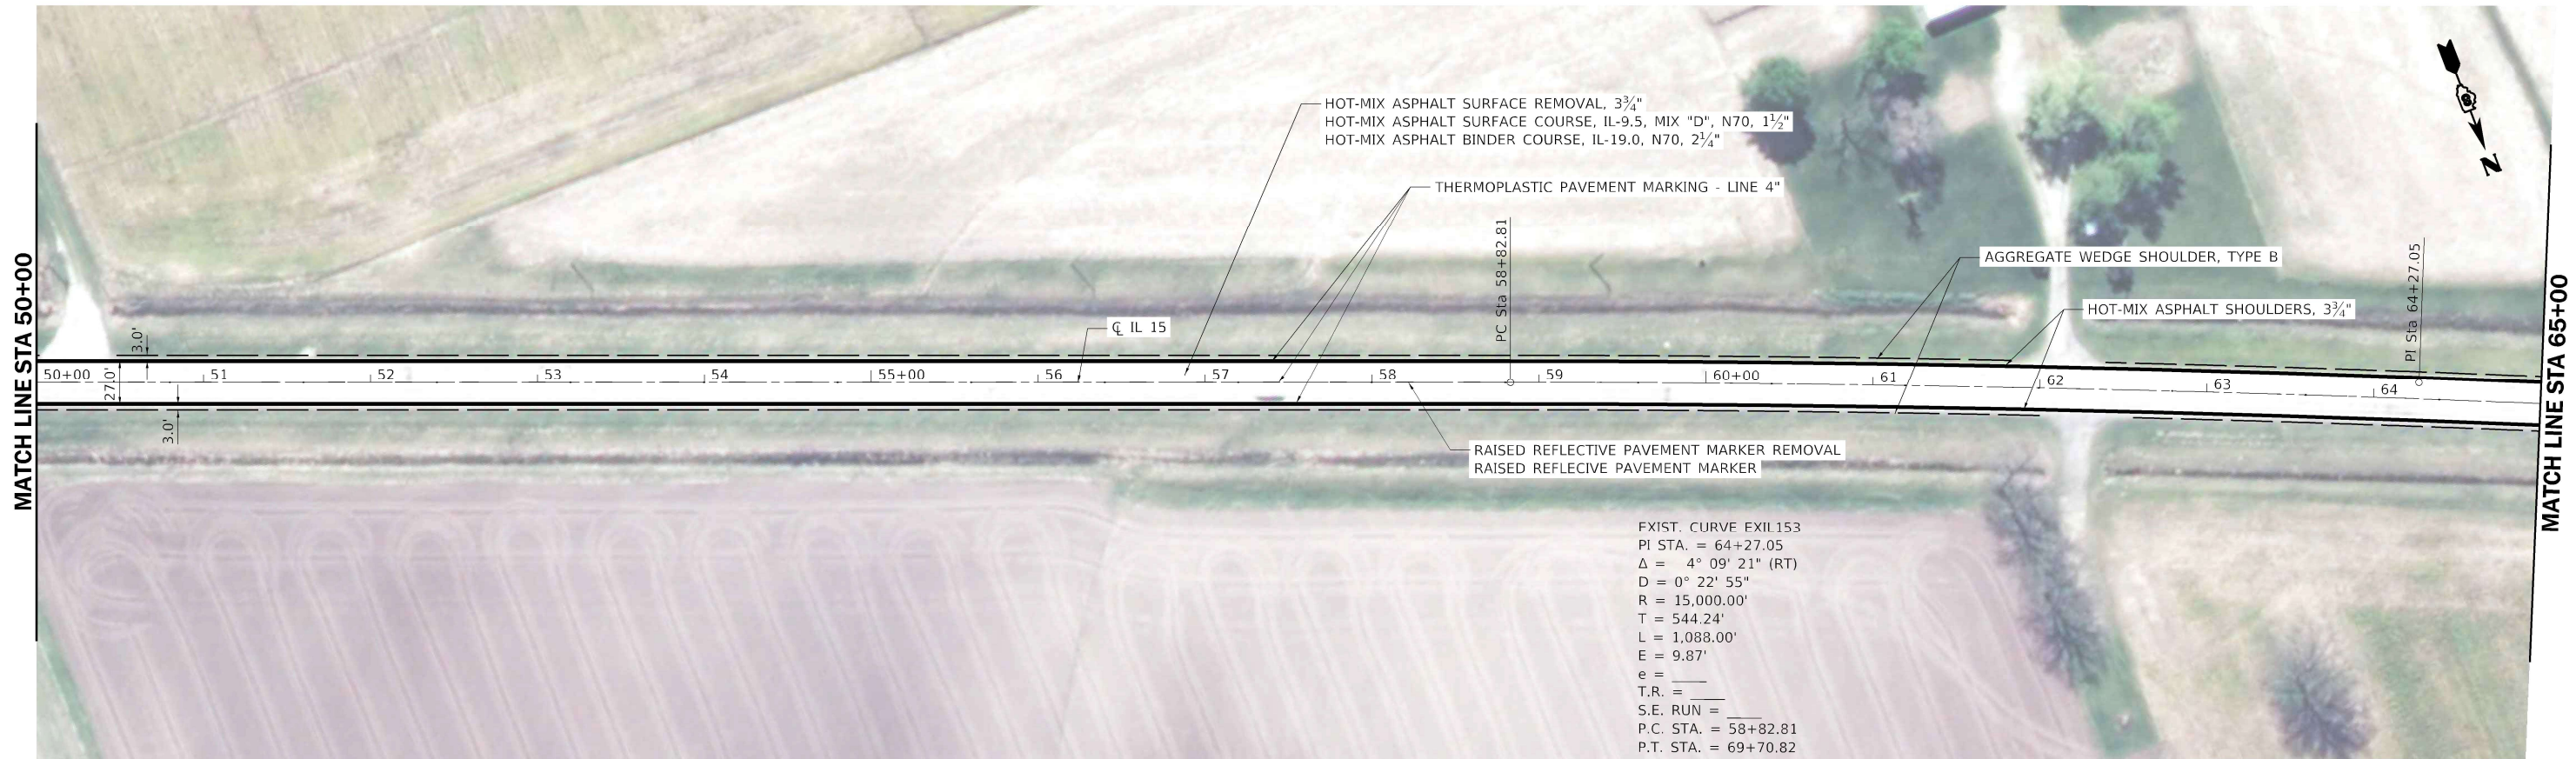 HOT-MIX ASPHALT SURFACE REMOVAL, 3¾"
HOT-MIX ASPHALT SURFACE COURSE, IL-9.5, MIX "D", N70, 1½"
HOT-MIX ASPHALT BINDER COURSE, IL-19.0, N70, 2¼"
N
THERMOPLASTIC PAVEMENT MARKING - LINE 4"
PC Sta 58+82.81
AGGREGATE WEDGE SHOULDER, TYPE B
PI Sta 64+27.05
HOT-MIX ASPHALT SHOULDERS, 3¾"
MATCH LINE STA 50+00
MATCH LINE STA 65+00
℄ IL 15
3.0'
27.0'
3.0'
50+00 51 52 53 54 55+00 56 57 58 59 60+00 61 62 63 64
RAISED REFLECTIVE PAVEMENT MARKER REMOVAL
RAISED REFLECIVE PAVEMENT MARKER
EXIST. CURVE EXIL153
PI STA. = 64+27.05
Δ = 4° 09' 21" (RT)
D = 0° 22' 55"
R = 15,000.00'
T = 544.24'
L = 1,088.00'
E = 9.87'
e = ____
T.R. = ____
S.E. RUN = ____
P.C. STA. = 58+82.81
P.T. STA. = 69+70.82